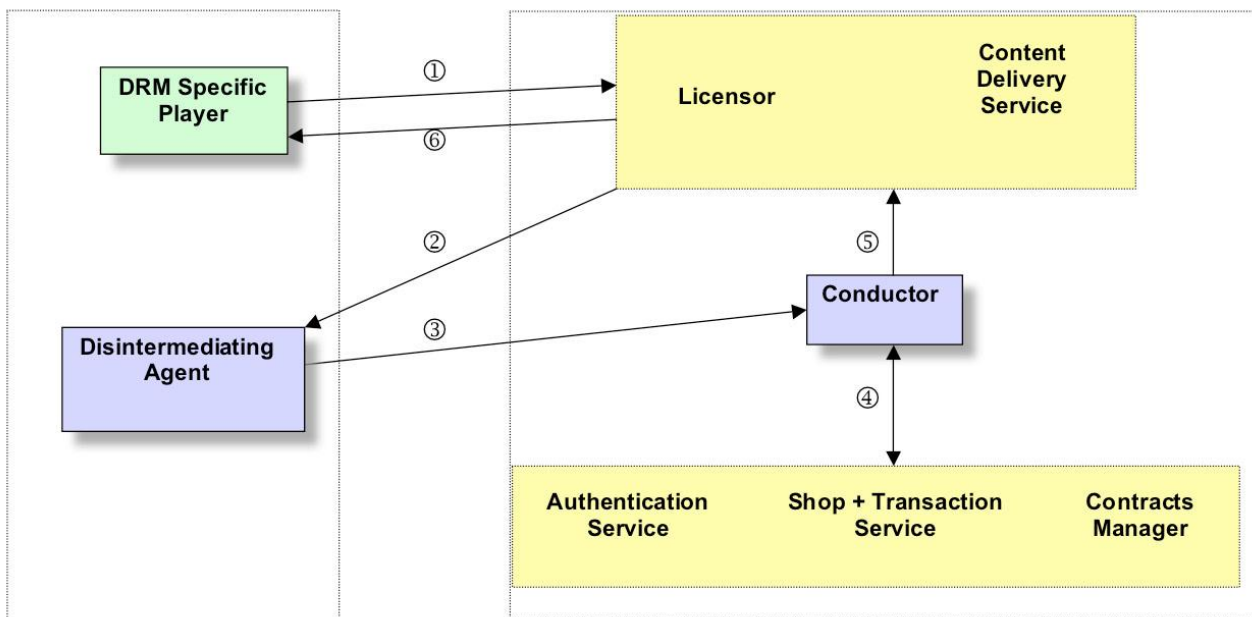 DRM Specific
Player
①
⑥
Licensor
Content
Delivery
Service
②
⑤
Conductor
③
Disintermediating
Agent
④
Authentication
Service
Shop + Transaction
Service
Contracts
Manager